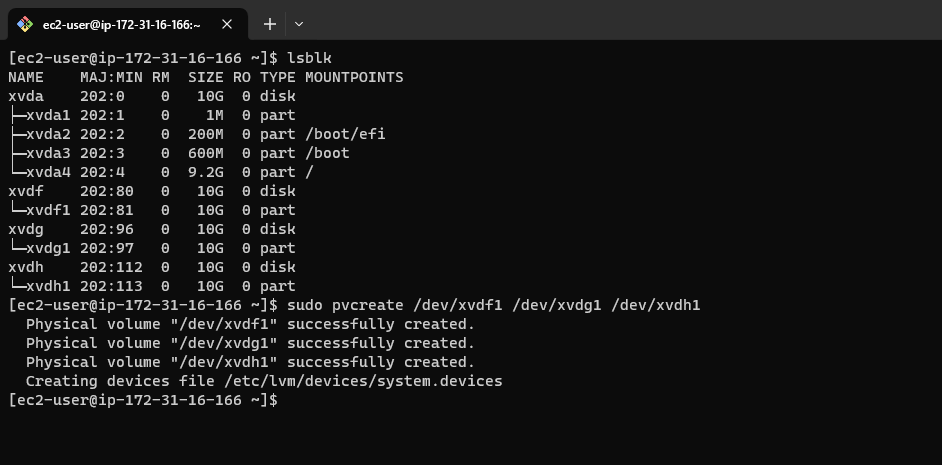 ec2-user@ip-172-31-16-166:~
[ec2-user@ip-172-31-16-166 ~]$ lsblk
NAME    MAJ:MIN RM  SIZE RO TYPE MOUNTPOINTS
xvda    202:0    0   10G  0 disk
├─xvda1 202:1    0    1M  0 part
├─xvda2 202:2    0  200M  0 part /boot/efi
├─xvda3 202:3    0  600M  0 part /boot
└─xvda4 202:4    0  9.2G  0 part /
xvdf    202:80   0   10G  0 disk
└─xvdf1 202:81   0   10G  0 part
xvdg    202:96   0   10G  0 disk
└─xvdg1 202:97   0   10G  0 part
xvdh    202:112  0   10G  0 disk
└─xvdh1 202:113  0   10G  0 part
[ec2-user@ip-172-31-16-166 ~]$ sudo pvcreate /dev/xvdf1 /dev/xvdg1 /dev/xvdh1
  Physical volume "/dev/xvdf1" successfully created.
  Physical volume "/dev/xvdg1" successfully created.
  Physical volume "/dev/xvdh1" successfully created.
  Creating devices file /etc/lvm/devices/system.devices
[ec2-user@ip-172-31-16-166 ~]$